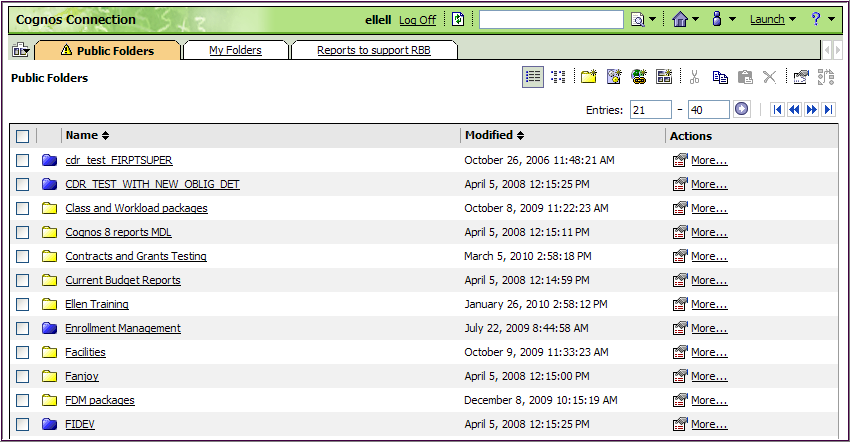 Cognos Connection ellell Log Off Launch ?
Public Folders My Folders Reports to support RBB
Public Folders
Entries: 21 - 40
Name Modified Actions
cdr_test_FIRPTSUPER October 26, 2006 11:48:21 AM More...
CDR_TEST_WITH_NEW_OBLIG_DET April 5, 2008 12:15:25 PM More...
Class and Workload packages October 8, 2009 11:22:23 AM More...
Cognos 8 reports MDL April 5, 2008 12:15:11 PM More...
Contracts and Grants Testing March 5, 2010 2:58:18 PM More...
Current Budget Reports April 5, 2008 12:14:59 PM More...
Ellen Training January 26, 2010 2:58:12 PM More...
Enrollment Management July 22, 2009 8:44:58 AM More...
Facilities October 9, 2009 11:33:23 AM More...
Fanjoy April 5, 2008 12:15:00 PM More...
FDM packages December 8, 2009 10:15:19 AM More...
FIDEV April 5, 2008 12:15:25 PM More...